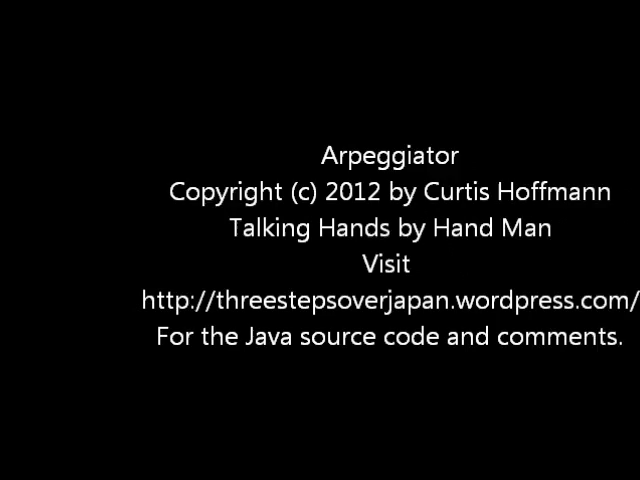 Arpeggiator
Copyright (c) 2012 by Curtis Hoffmann
Talking Hands by Hand Man
Visit
http://threestepsoverjapan.wordpress.com/
For the Java source code and comments.